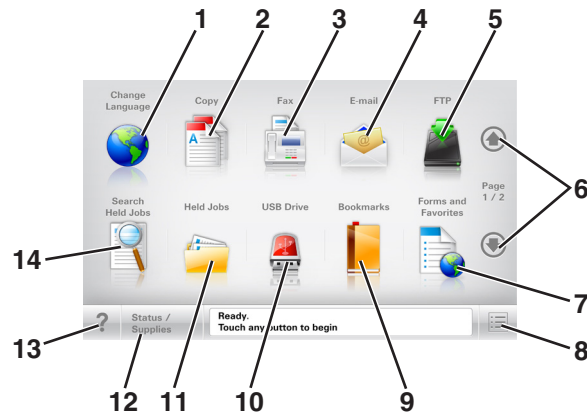 1 2 3 4 5
Change
Language
Copy
Fax
E-mail
FTP
6
Page
1 / 2
Search
Held Jobs
Held Jobs
USB Drive
Bookmarks
Forms and
Favorites
A
@
14
7
?
Status /
Supplies
Ready.
Touch any button to begin
13
12
11
10
9
8